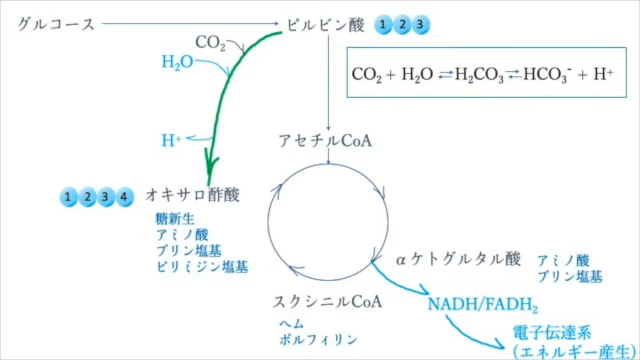 グルコース
ピルビン酸 1 2 3
CO₂
H₂O
CO₂ + H₂O ⇌ H₂CO₃ ⇌ HCO₃⁻ + H⁺
H⁺
アセチルCoA
1 2 3 4 オキサロ酢酸
糖新生
アミノ酸
プリン塩基
ピリミジン塩基
αケトグルタル酸
アミノ酸
プリン塩基
スクシニルCoA
ヘム
ポルフィリン
NADH/FADH₂
電子伝達系
(エネルギー産生)